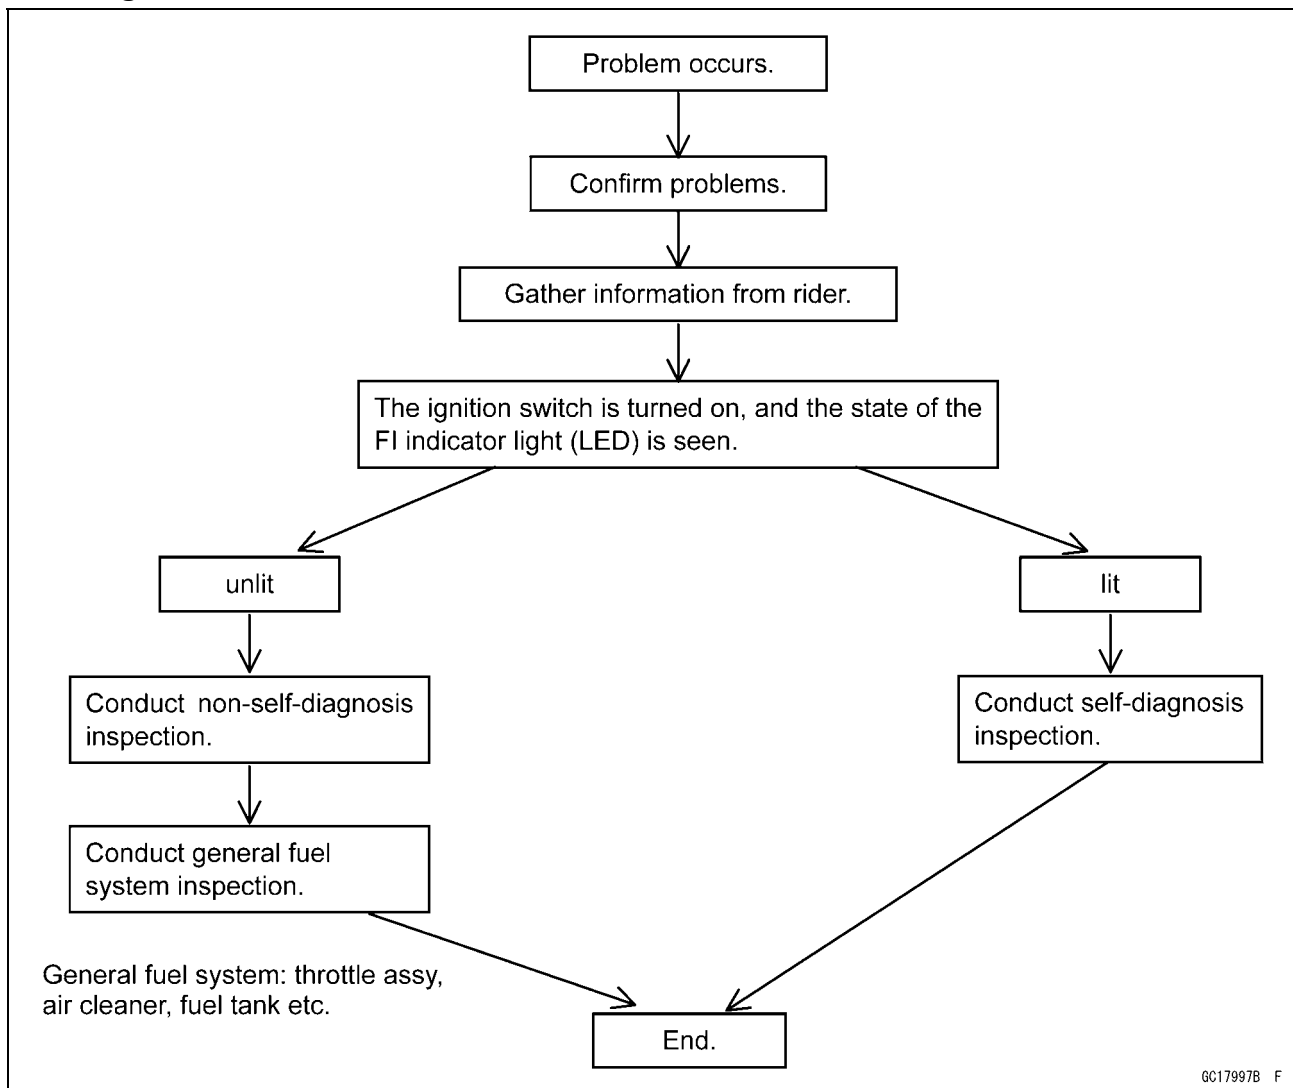 Problem occurs.
Confirm problems.
Gather information from rider.
The ignition switch is turned on, and the state of the
FI indicator light (LED) is seen.
unlit
lit
Conduct non-self-diagnosis
inspection.
Conduct self-diagnosis
inspection.
Conduct general fuel
system inspection.
General fuel system: throttle assy,
air cleaner, fuel tank etc.
End.
GC17997B F